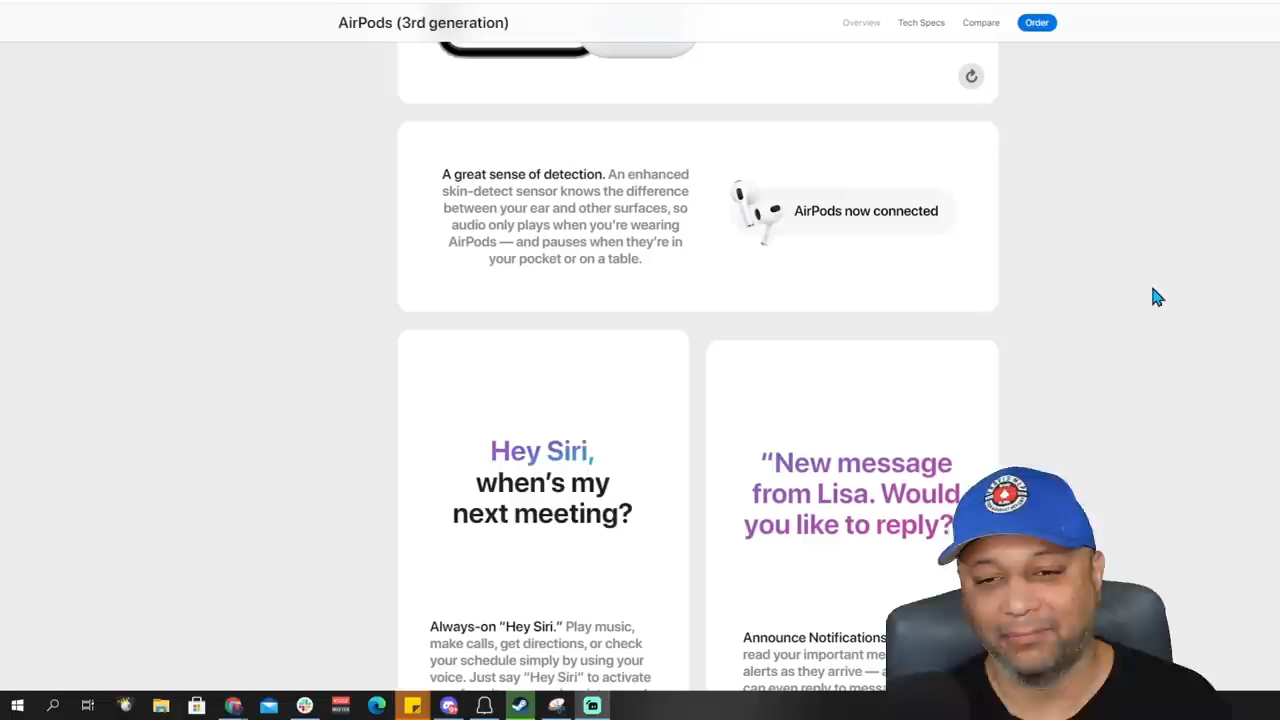 AirPods (3rd generation)
Overview
Tech Specs
Compare
Order
A great sense of detection. An enhanced
skin-detect sensor knows the difference
between your ear and other surfaces, so
audio only plays when you’re wearing
AirPods — and pauses when they’re in
your pocket or on a table.
AirPods now connected
Hey Siri,
when’s my
next meeting?
Always-on “Hey Siri.” Play music,
make calls, get directions, or check
your schedule simply by using your
voice. Just say “Hey Siri” to activate
“New message
from Lisa. Would
you like to reply?
Announce Notifications
read your important me
alerts as they arrive —
can even reply to mess